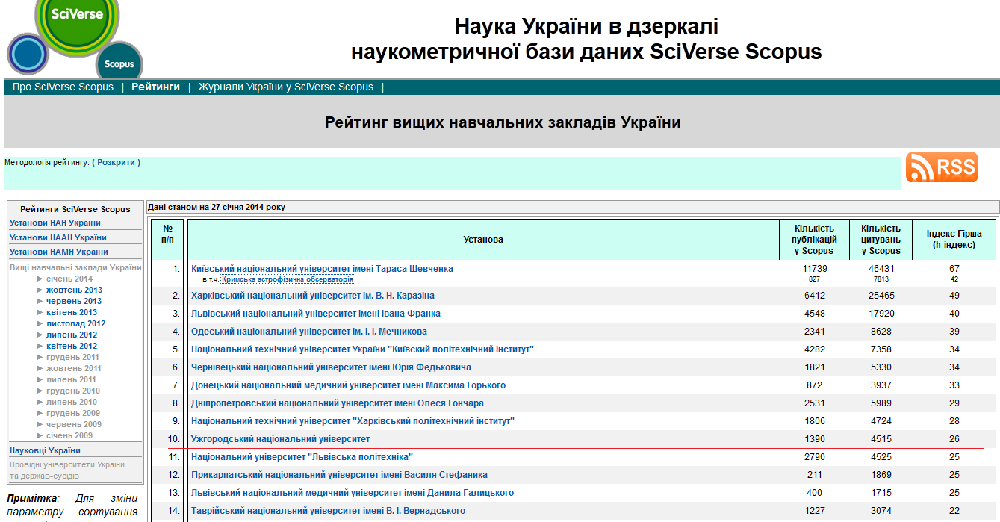 SciVerse
Scopus
Наука України в дзеркалі
наукометричної бази даних SciVerse Scopus
Про SciVerse Scopus | Рейтинги | Журнали України у SciVerse Scopus |
Рейтинг вищих навчальних закладів України
Методологія рейтингу: ( Розкрити )
RSS
Рейтинги SciVerse Scopus
Установи НАН України
Установи НААН України
Установи НАМН України
Вищі навчальні заклади України
► січень 2014
► жовтень 2013
► червень 2013
► квітень 2013
► листопад 2012
► липень 2012
► квітень 2012
► грудень 2011
► жовтень 2011
► липень 2011
► грудень 2010
► липень 2010
► грудень 2009
► червень 2009
► січень 2009
Науковці України
Провідні університети України
та держав-сусідів
Примітка: Для зміни
параметру сортування
Дані станом на 27 січня 2014 року
№ п/п Установа Кількість публікацій у Scopus Кількість цитувань у Scopus Індекс Гірша (h-індекс)
1. Київський національний університет імені Тараса Шевченка 11739 46431 67
в т.ч. Кримська астрофізична обсерваторія 827 7813 42
2. Харківський національний університет ім. В. Н. Каразіна 6412 25465 49
3. Львівський національний університет імені Івана Франка 4548 17920 40
4. Одеський національний університет ім. І. І. Мечникова 2341 8628 39
5. Національний технічний університет України "Київский політехнічний інститут" 4282 7358 34
6. Чернівецький національний університет імені Юрія Федьковича 1821 5330 34
7. Донецький національний медичний університет імені Максима Горького 872 3937 33
8. Дніпропетровський національний університет імені Олеся Гончара 2531 5989 29
9. Національний технічний університет "Харківський політехнічний інститут" 1806 4724 28
10. Ужгородський національний університет 1390 4515 26
11. Національний університет "Львівська політехніка" 2790 4525 25
12. Прикарпатський національний університет імені Василя Стефаника 211 1869 25
13. Львівський національний медичний університет імені Данила Галицького 400 1715 25
14. Таврійський національний університет імені В. І. Вернадського 1227 3074 22